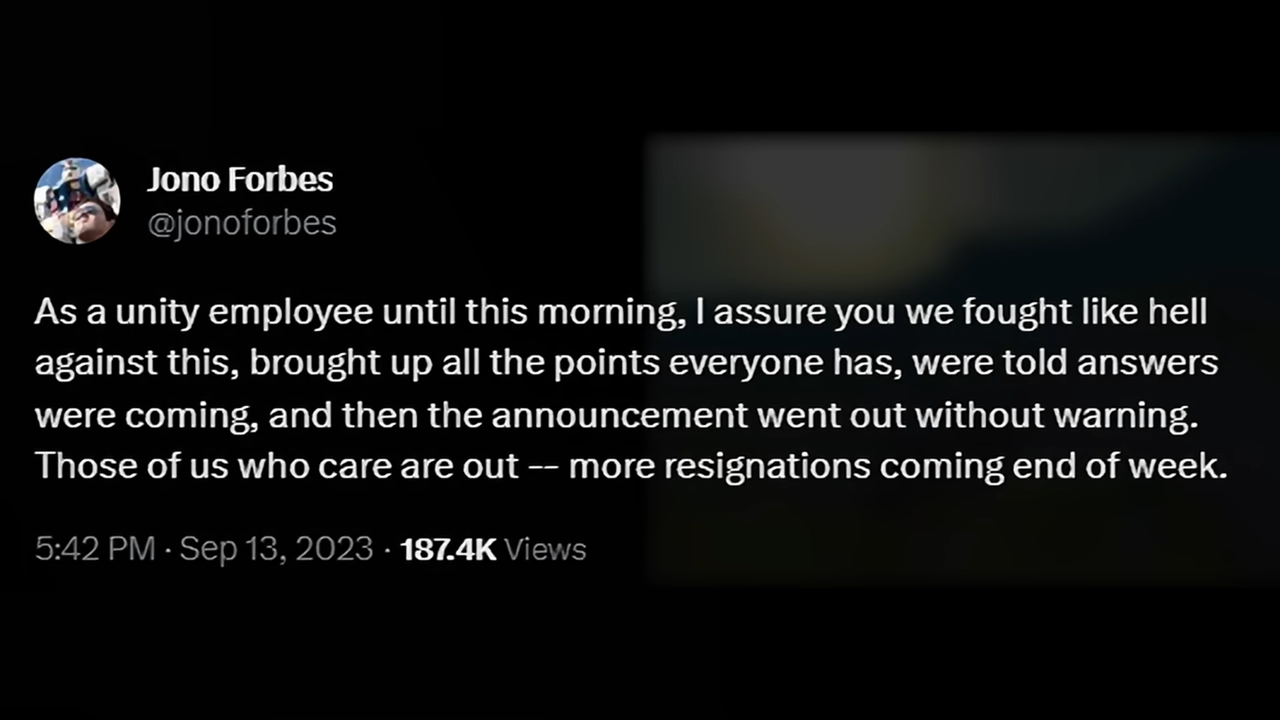 Jono Forbes
@jonoforbes
As a unity employee until this morning, I assure you we fought like hell
against this, brought up all the points everyone has, were told answers
were coming, and then the announcement went out without warning.
Those of us who care are out -- more resignations coming end of week.
5:42 PM · Sep 13, 2023 · 187.4K Views